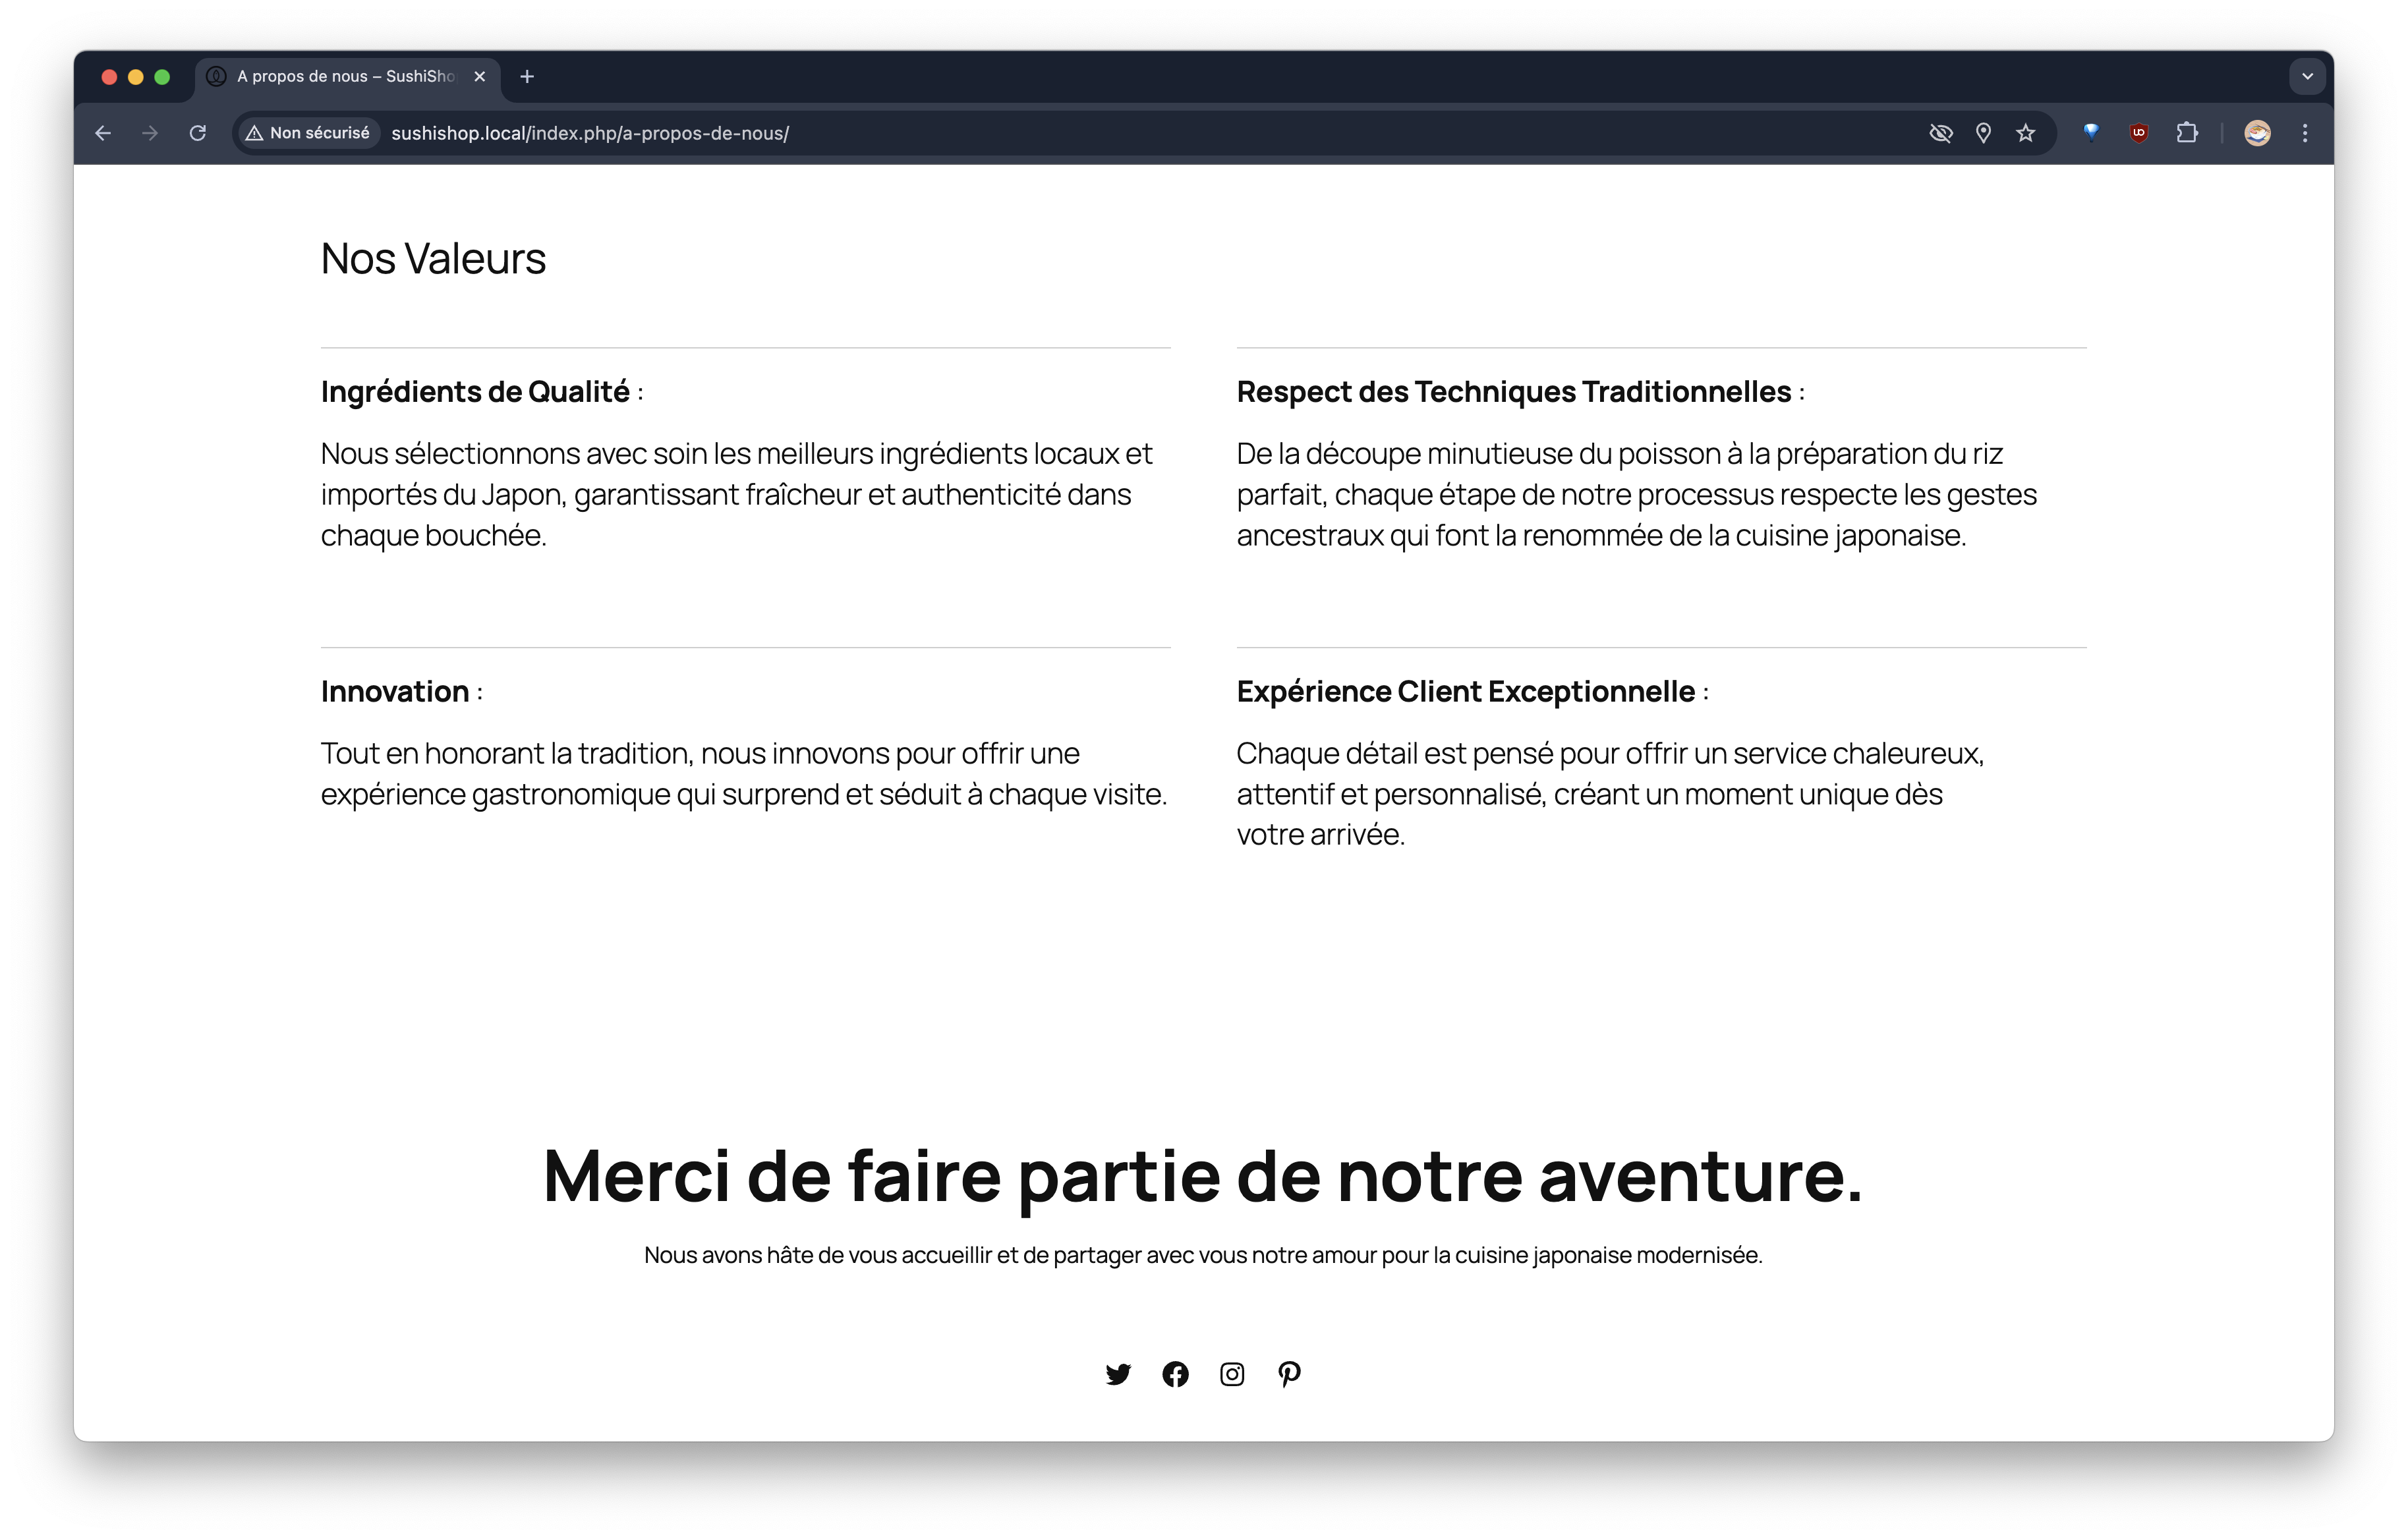 A propos de nous – SushiSho
Non sécurisé
sushishop.local/index.php/a-propos-de-nous/
Nos Valeurs
Ingrédients de Qualité :
Nous sélectionnons avec soin les meilleurs ingrédients locaux et
importés du Japon, garantissant fraîcheur et authenticité dans
chaque bouchée.
Respect des Techniques Traditionnelles :
De la découpe minutieuse du poisson à la préparation du riz
parfait, chaque étape de notre processus respecte les gestes
ancestraux qui font la renommée de la cuisine japonaise.
Innovation :
Tout en honorant la tradition, nous innovons pour offrir une
expérience gastronomique qui surprend et séduit à chaque visite.
Expérience Client Exceptionnelle :
Chaque détail est pensé pour offrir un service chaleureux,
attentif et personnalisé, créant un moment unique dès
votre arrivée.
Merci de faire partie de notre aventure.
Nous avons hâte de vous accueillir et de partager avec vous notre amour pour la cuisine japonaise modernisée.